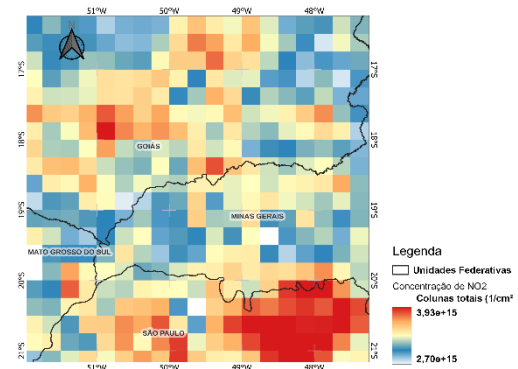 51°W 50°W 49°W 48°W
17°S 17°S
18°S 18°S
GOIÁS
19°S 19°S
MINAS GERAIS
MATO GROSSO DO SUL
20°S 20°S
SÃO PAULO
21°S 21°S
51°W 50°W 49°W 48°W
Legenda
Unidades Federativas
Concentração de NO2
Colunas totais (1/cm²
3,93e+15
2,70e+15